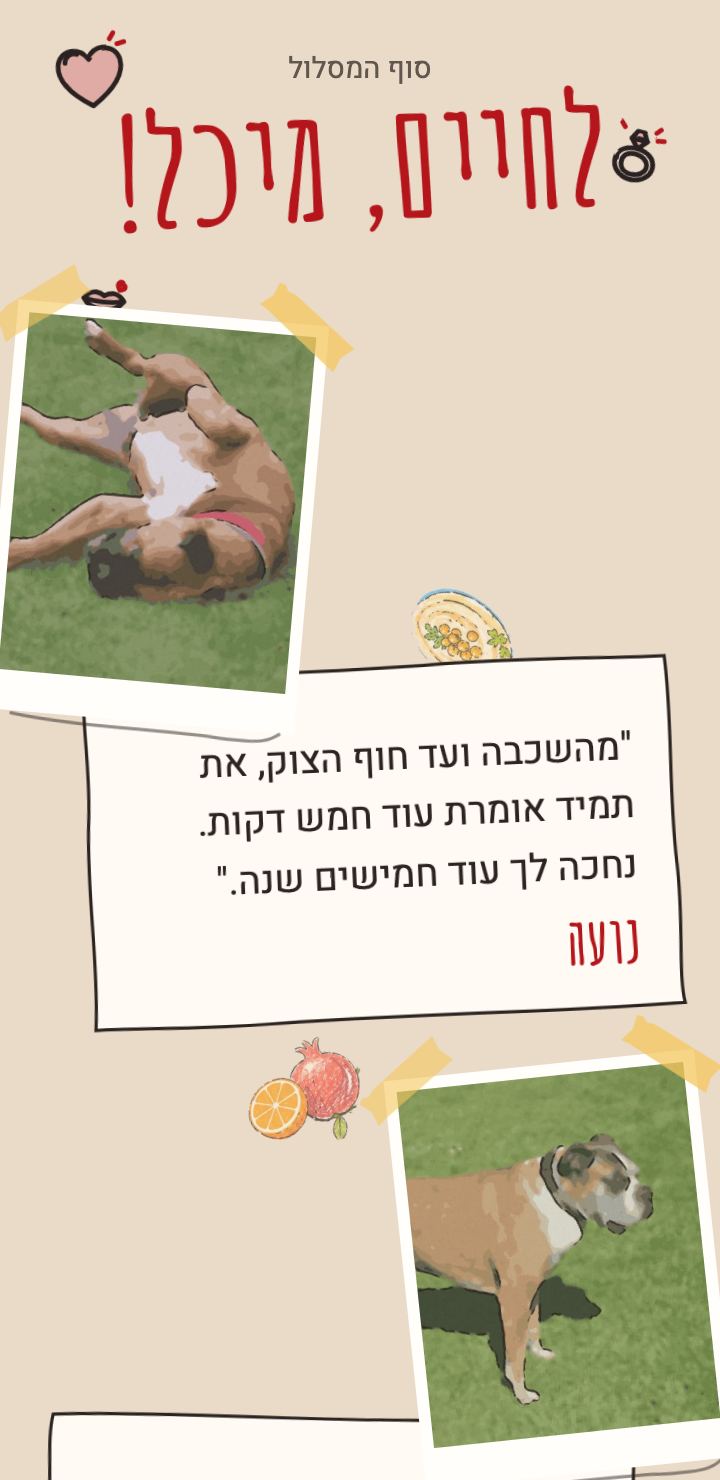 סוף המסלול
לחיים, מיכל!
"מהשכבה ועד חוף הצוק, את
תמיד אומרת עוד חמש דקות.
נחכה לך עוד חמישים שנה."
נועה